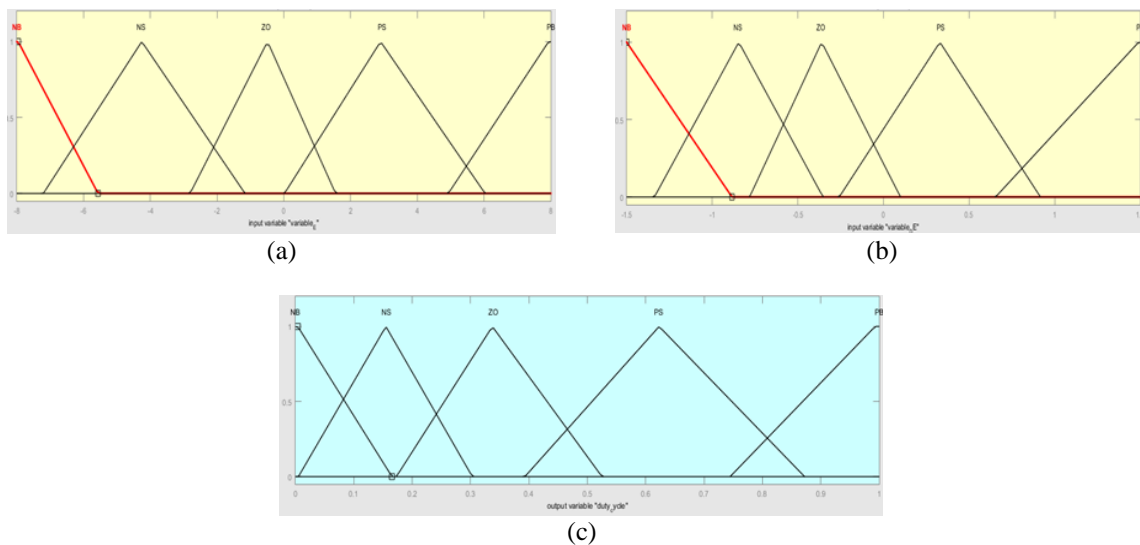 NB NS ZO PS PB
1
0.5
0
-8 -6 -4 -2 0 2 4 6 8
input variable "variable_E"
(a)
NB NS ZO PS
1
0.5
0
-1.5 -1 -0.5 0 0.5 1
input variable "variable_cE"
(b)
NB NS ZO PS PB
1
0.5
0
0 0.1 0.2 0.3 0.4 0.5 0.6 0.7 0.8 0.9 1
output variable "duty_cycle"
(c)